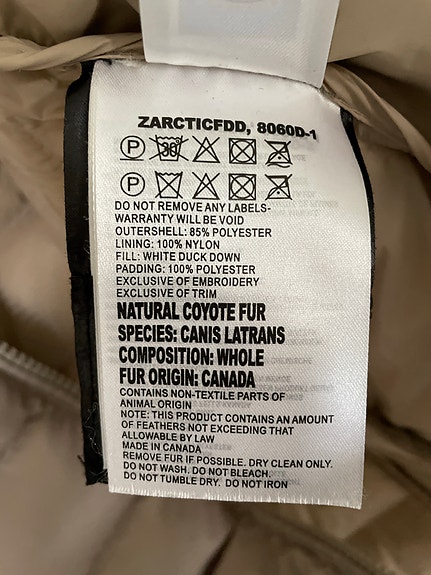 ZARCTICFDD, 8060D-1
P 30
P
DO NOT REMOVE ANY LABELS-
WARRANTY WILL BE VOID
OUTERSHELL: 85% POLYESTER
LINING: 100% NYLON
FILL: WHITE DUCK DOWN
PADDING: 100% POLYESTER
EXCLUSIVE OF EMBROIDERY
EXCLUSIVE OF TRIM
NATURAL COYOTE FUR
SPECIES: CANIS LATRANS
COMPOSITION: WHOLE
FUR ORIGIN: CANADA
CONTAINS NON-TEXTILE PARTS OF
ANIMAL ORIGIN
NOTE: THIS PRODUCT CONTAINS AN AMOUNT
OF FEATHERS NOT EXCEEDING THAT
ALLOWABLE BY LAW
MADE IN CANADA
REMOVE FUR IF POSSIBLE. DRY CLEAN ONLY.
DO NOT WASH. DO NOT BLEACH.
DO NOT TUMBLE DRY. DO NOT IRON